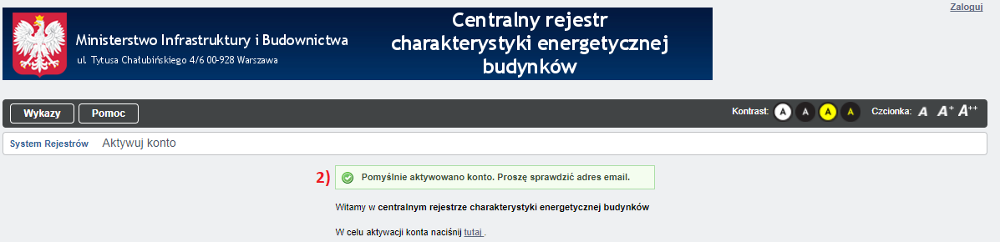 Zaloguj
Ministerstwo Infrastruktury i Budownictwa
ul. Tytusa Chałubińskiego 4/6 00-928 Warszawa
Centralny rejestr
charakterystyki energetycznej
budynków
Wykazy Pomoc Kontrast: A A A A Czcionka: A A+ A++
System Rejestrów Aktywuj konto
2) Pomyślnie aktywowano konto. Proszę sprawdzić adres email.
Witamy w centralnym rejestrze charakterystyki energetycznej budynków
W celu aktywacji konta naciśnij tutaj .